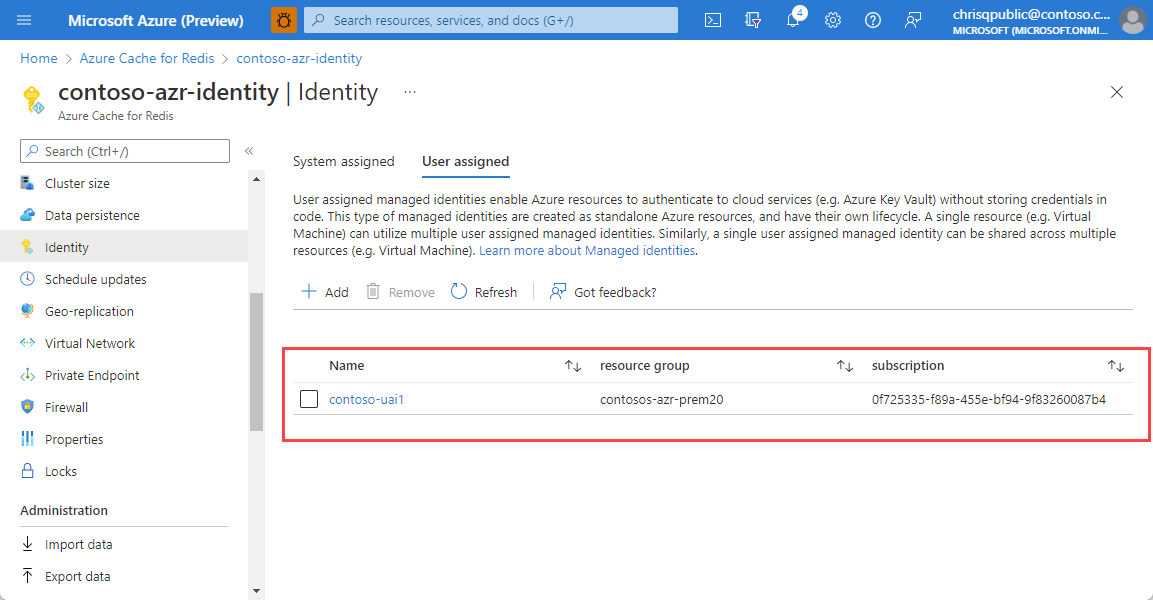 Microsoft Azure (Preview)
Search resources, services, and docs (G+/)
4
chrisqpublic@contoso.c...
MICROSOFT (MICROSOFT.ONMI...
Home > Azure Cache for Redis > contoso-azr-identity
contoso-azr-identity | Identity ...
Azure Cache for Redis
Search (Ctrl+/)
«
Cluster size
Data persistence
Identity
Schedule updates
Geo-replication
Virtual Network
Private Endpoint
Firewall
Properties
Locks
Administration
Import data
Export data
System assigned
User assigned
User assigned managed identities enable Azure resources to authenticate to cloud services (e.g. Azure Key Vault) without storing credentials in
code. This type of managed identities are created as standalone Azure resources, and have their own lifecycle. A single resource (e.g. Virtual
Machine) can utilize multiple user assigned managed identities. Similarly, a single user assigned managed identity can be shared across multiple
resources (e.g. Virtual Machine). Learn more about Managed identities.
Add Remove Refresh Got feedback?
Name resource group subscription
contoso-uai1 contosos-azr-prem20 0f725335-f89a-455e-bf94-9f83260087b4